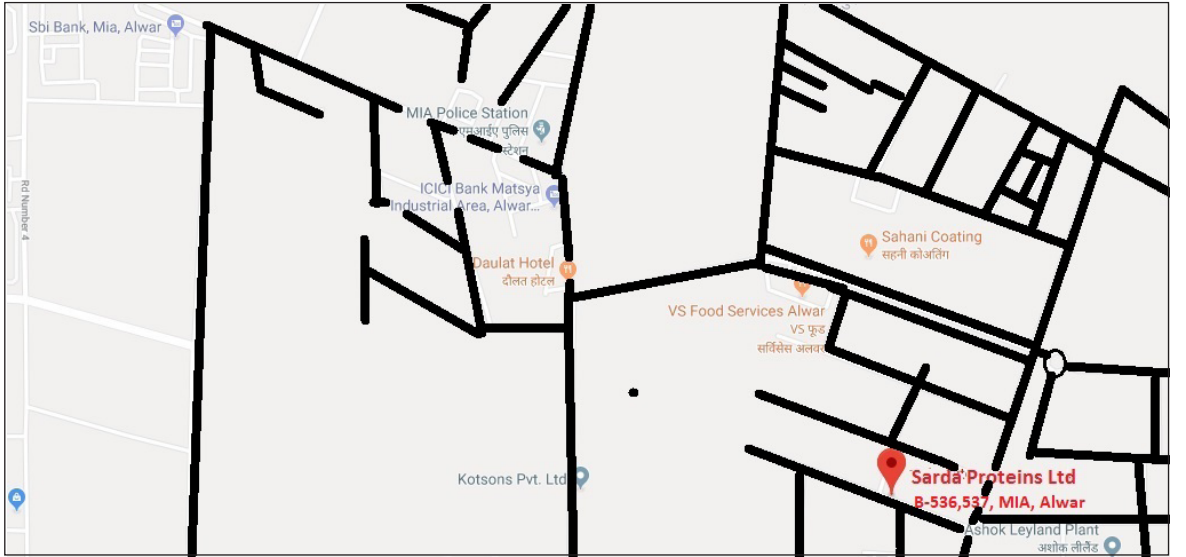 Sbi Bank, Mia, Alwar
MIA Police Station
एमआईए पुलिस
स्टेशन
Rd Number 4
ICICI Bank Matsya
Industrial Area, Alwar...
Daulat Hotel
दौलत होटल
Sahani Coating
सहनी कोअतिंग
VS Food Services Alwar
VS फूड
सर्विसेस अलवर
Kotsons Pvt. Ltd
Sarda Proteins Ltd
B-536,537, MIA, Alwar
Ashok Leyland Plant
अशोक लीलैंड